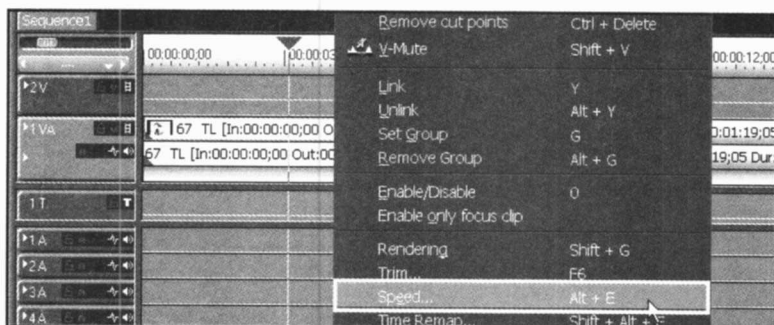 Sequence1
Remove cut points Ctrl + Delete
V-Mute Shift + V
00:00:00;00 00:00:03 00:00:12;00
Link Y
2V
Unlink Alt + Y
1VA 67 TL [In:00:00:00;00 O Set Group G 0:01:19;05
67 TL [In:00:00:00;00 Out:00 Remove Group Alt + G 19;05 Dur
Enable/Disable 0
1T Enable only focus clip
1A Rendering Shift + G
2A Trim... F6
3A Speed... Alt + E
4A Time Remap... Shift + Alt + E